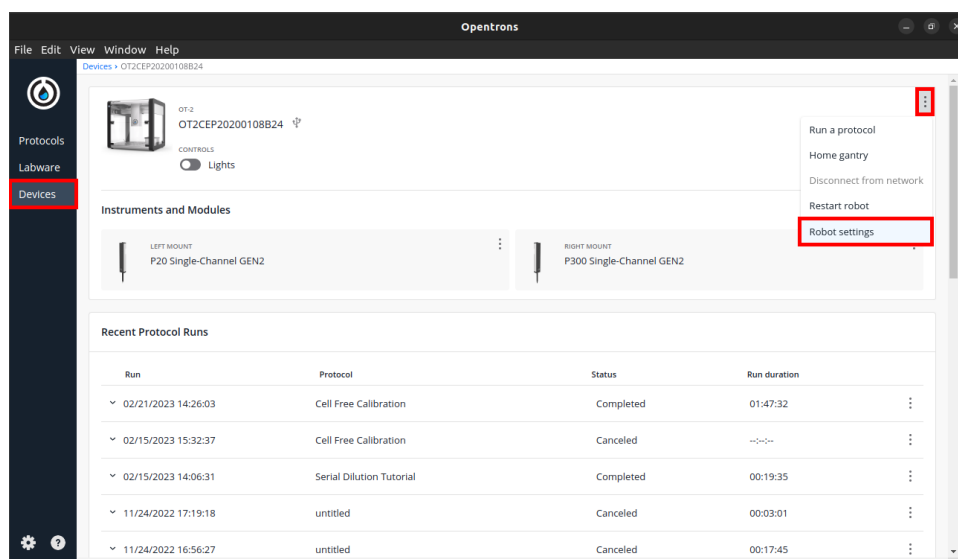 Opentrons
File Edit View Window Help
Devices › OT2CEP20200108B24
OT-2
OT2CEP20200108B24
CONTROLS
Lights
Protocols
Labware
Devices
Run a protocol
Home gantry
Disconnect from network
Restart robot
Robot settings
Instruments and Modules
LEFT MOUNT
P20 Single-Channel GEN2
RIGHT MOUNT
P300 Single-Channel GEN2
Recent Protocol Runs
Run Protocol Status Run duration
02/21/2023 14:26:03 Cell Free Calibration Completed 01:47:32
02/15/2023 15:32:37 Cell Free Calibration Canceled --:--:--
02/15/2023 14:06:31 Serial Dilution Tutorial Completed 00:19:35
11/24/2022 17:19:18 untitled Canceled 00:03:01
11/24/2022 16:56:27 untitled Canceled 00:17:45